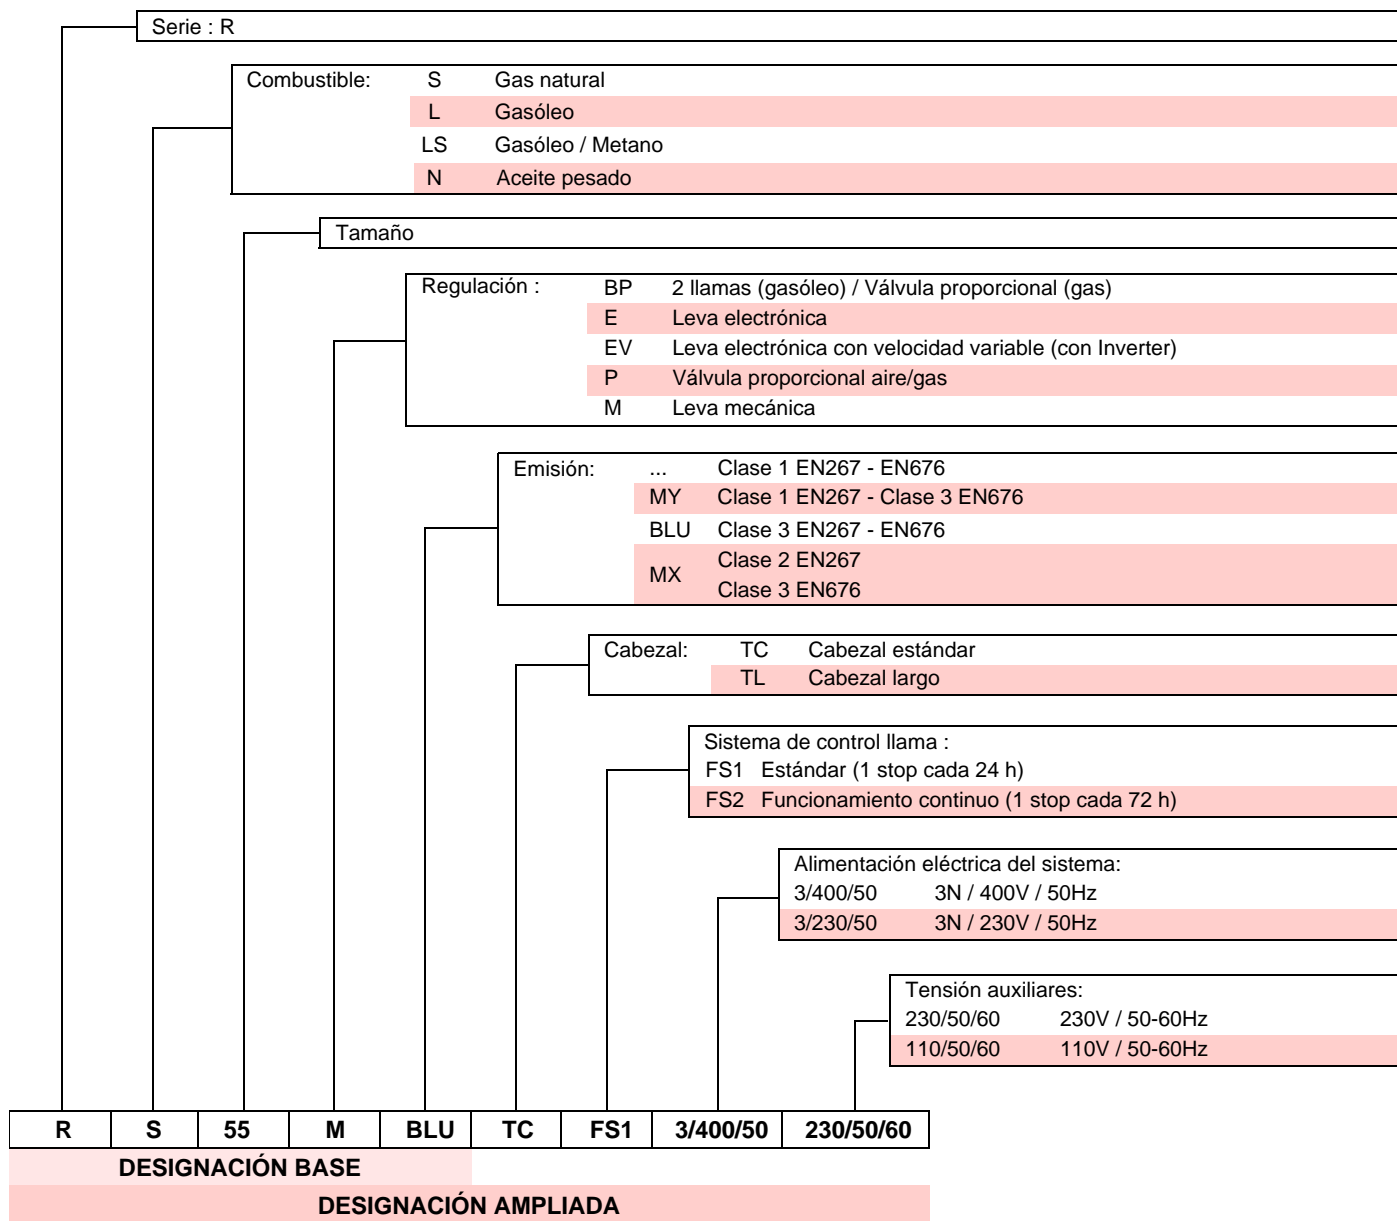 Serie : R
Combustible: S Gas natural
L Gasóleo
LS Gasóleo / Metano
N Aceite pesado
Tamaño
Regulación : BP 2 llamas (gasóleo) / Válvula proporcional (gas)
E Leva electrónica
EV Leva electrónica con velocidad variable (con Inverter)
P Válvula proporcional aire/gas
M Leva mecánica
Emisión: ... Clase 1 EN267 - EN676
MY Clase 1 EN267 - Clase 3 EN676
BLU Clase 3 EN267 - EN676
MX Clase 2 EN267
Clase 3 EN676
Cabezal: TC Cabezal estándar
TL Cabezal largo
Sistema de control llama :
FS1 Estándar (1 stop cada 24 h)
FS2 Funcionamiento continuo (1 stop cada 72 h)
Alimentación eléctrica del sistema:
3/400/50 3N / 400V / 50Hz
3/230/50 3N / 230V / 50Hz
Tensión auxiliares:
230/50/60 230V / 50-60Hz
110/50/60 110V / 50-60Hz
R S 55 M BLU TC FS1 3/400/50 230/50/60
DESIGNACIÓN BASE
DESIGNACIÓN AMPLIADA